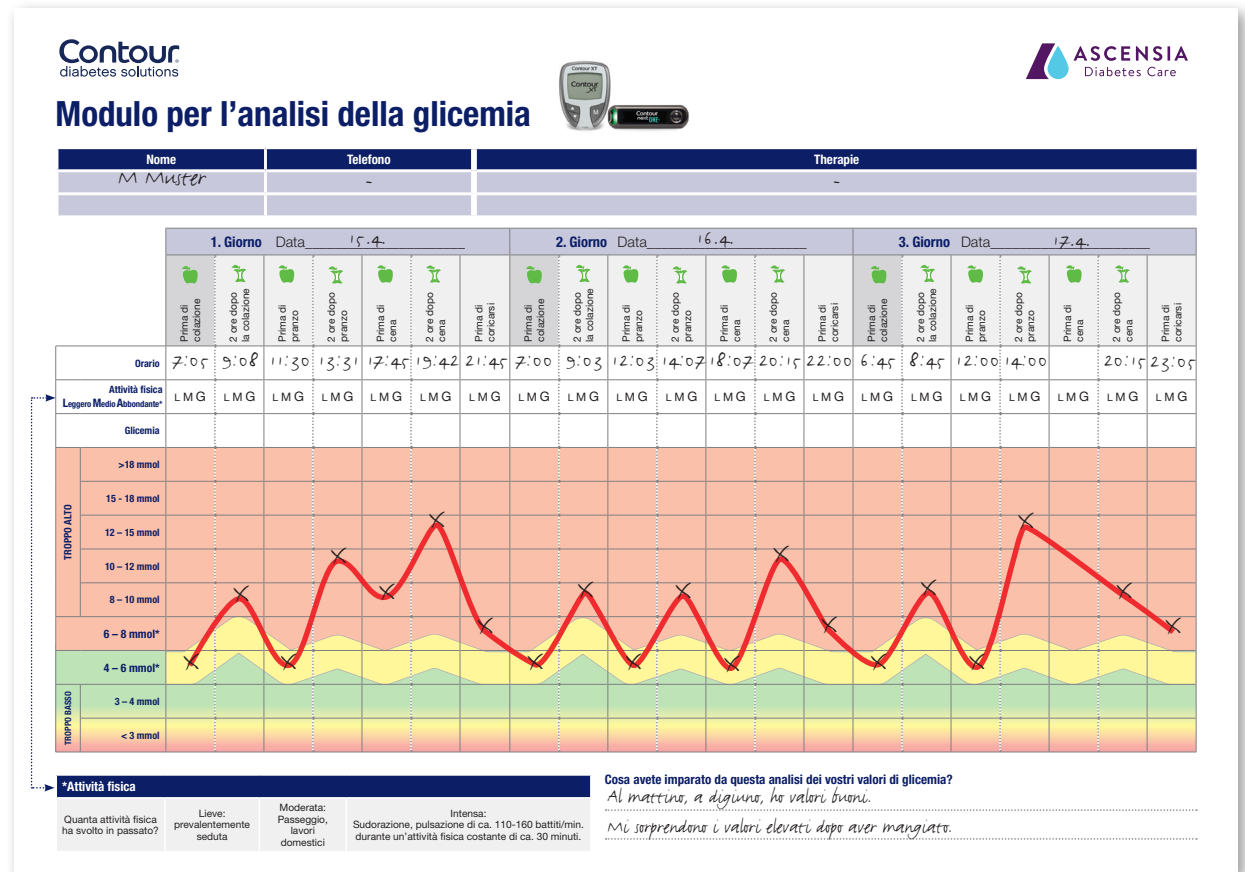 Contour
diabetes solutions
ASCENSIA
Diabetes Care
Contour XT
Contour
XT
M
Contour
next ONE
Modulo per l'analisi della glicemia
Nome Telefono Therapie
M Muster - -
1. Giorno Data 15.4. 2. Giorno Data 16.4. 3. Giorno Data 17.4.
Prima di colazione
2 ore dopo la colazione
Prima di pranzo
2 ore dopo pranzo
Prima di cena
2 ore dopo cena
Prima di coricarsi
Prima di colazione
2 ore dopo la colazione
Prima di pranzo
2 ore dopo pranzo
Prima di cena
2 ore dopo cena
Prima di coricarsi
Prima di colazione
2 ore dopo la colazione
Prima di pranzo
2 ore dopo pranzo
Prima di cena
2 ore dopo cena
Prima di coricarsi
Orario 7:05 9:08 11:30 13:31 17:45 19:42 21:45 7:00 9:03 12:03 14:07 18:07 20:15 22:00 6:45 8:45 12:00 14:00 20:15 23:05
Attività fisica
Leggero Medio Abbondante* L M G L M G L M G L M G L M G L M G L M G L M G L M G L M G L M G L M G L M G L M G L M G L M G L M G L M G L M G L M G L M G
Glicemia
TROPPO ALTO
>18 mmol
15 - 18 mmol
12 – 15 mmol
10 – 12 mmol
8 – 10 mmol
6 – 8 mmol*
4 – 6 mmol*
TROPPO BASSO
3 – 4 mmol
< 3 mmol
*Attività fisica
Quanta attività fisica
ha svolto in passato?
Lieve:
prevalentemente
seduta
Moderata:
Passeggio,
lavori
domestici
Intensa:
Sudorazione, pulsazione di ca. 110-160 battiti/min.
durante un'attività fisica costante di ca. 30 minuti.
Cosa avete imparato da questa analisi dei vostri valori di glicemia?
Al mattino, a digiuno, ho valori buoni.
Mi sorprendono i valori elevati dopo aver mangiato.